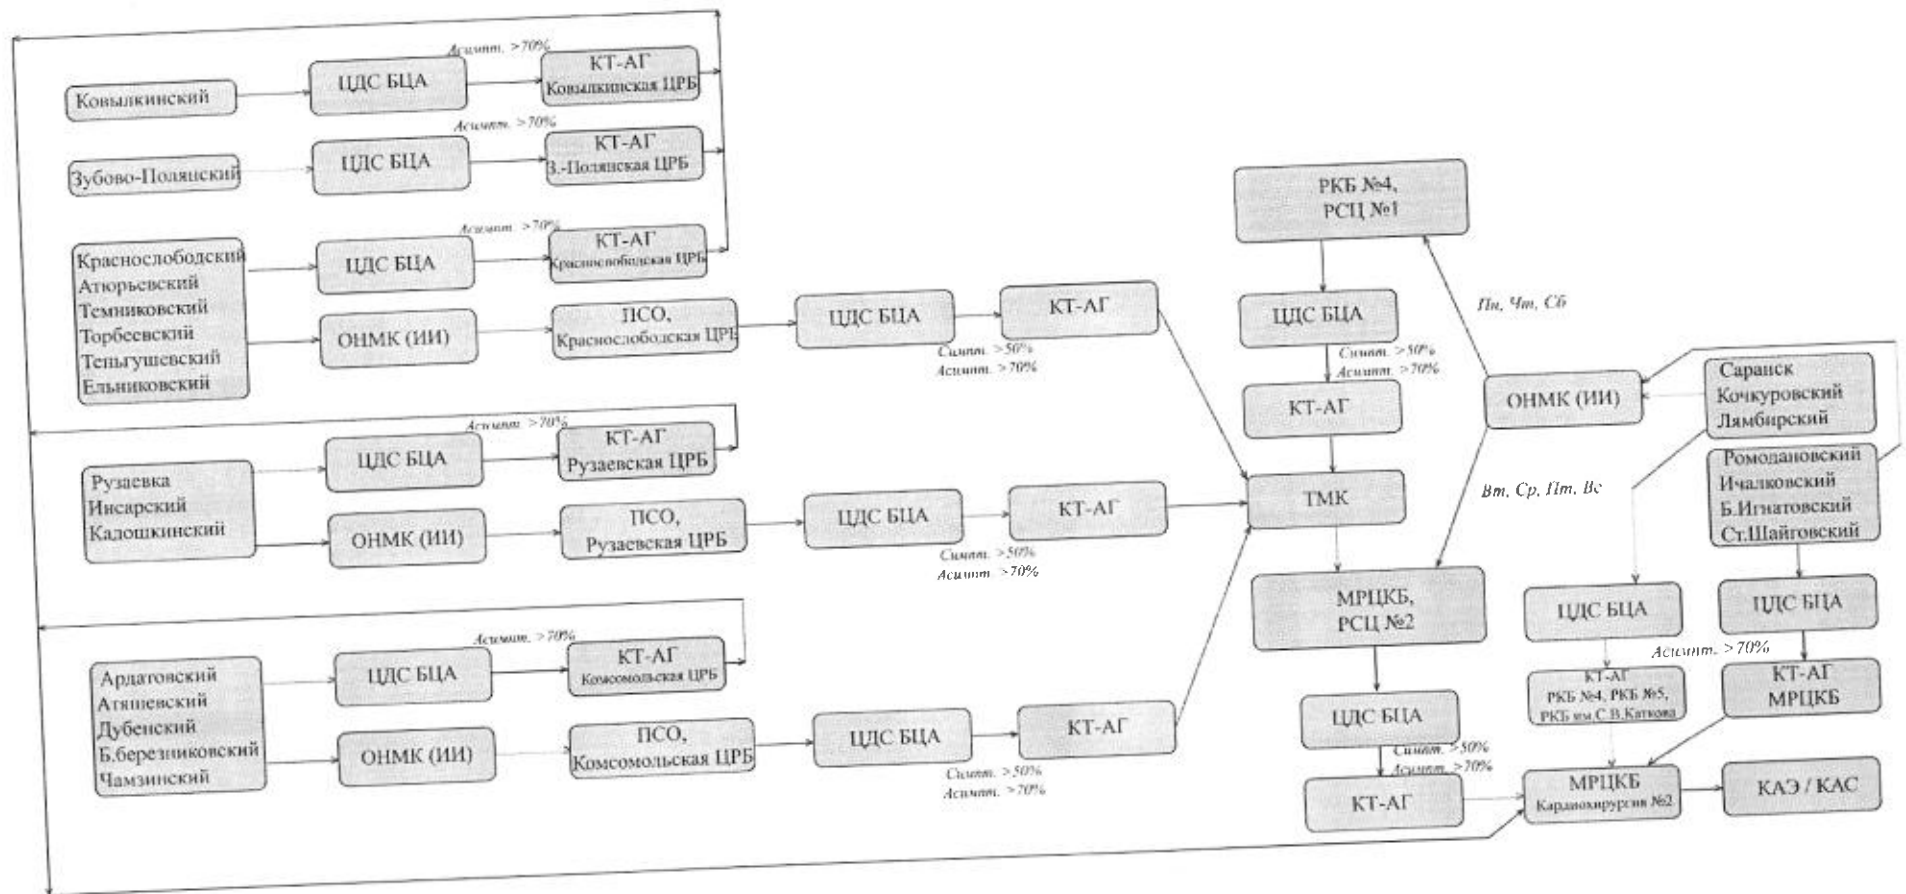 Асимпт. >70%
Ковылкинский
ЦДС БЦА
КТ-АГ
Ковылкинская ЦРБ
Асимпт. >70%
Зубово-Полянский
ЦДС БЦА
КТ-АГ
З.-Полянская ЦРБ
Асимпт. >70%
Краснослободский
Атюрьевский
Темниковский
Торбеевский
Теньгушевский
Ельниковский
ЦДС БЦА
КТ-АГ
Краснослободская ЦРБ
ОНМК (ИИ)
ПСО,
Краснослободская ЦРБ
ЦДС БЦА
Симпт. >50%
Асимпт. >70%
КТ-АГ
Асимпт. >70%
Рузаевка
Инсарский
Кадошкинский
ЦДС БЦА
КТ-АГ
Рузаевская ЦРБ
ОНМК (ИИ)
ПСО,
Рузаевская ЦРБ
ЦДС БЦА
Симпт. >50%
Асимпт. >70%
КТ-АГ
Асимпт. >70%
Ардатовский
Атяшевский
Дубенский
Б.березниковский
Чамзинский
ЦДС БЦА
КТ-АГ
Комсомольская ЦРБ
ОНМК (ИИ)
ПСО,
Комсомольская ЦРБ
ЦДС БЦА
Симпт. >50%
Асимпт. >70%
КТ-АГ
РКБ №4,
РСЦ №1
ЦДС БЦА
Симпт. >50%
Асимпт. >70%
КТ-АГ
ТМК
МРЦКБ,
РСЦ №2
ЦДС БЦА
Симпт. >50%
Асимпт. >70%
КТ-АГ
Пн, Чт, Сб
ОНМК (ИИ)
Вт, Ср, Пт, Вс
Саранск
Кочкуровский
Лямбирский
Ромодановский
Ичалковский
Б.Игнатовский
Ст.Шайговский
ЦДС БЦА
ЦДС БЦА
Асимпт. >70%
КТ-АГ
РКБ №4, РКБ №5,
РКБ им.С.В.Каткова
КТ-АГ
МРЦКБ
МРЦКБ
Кардиохирургия №2
КАЭ / КАС